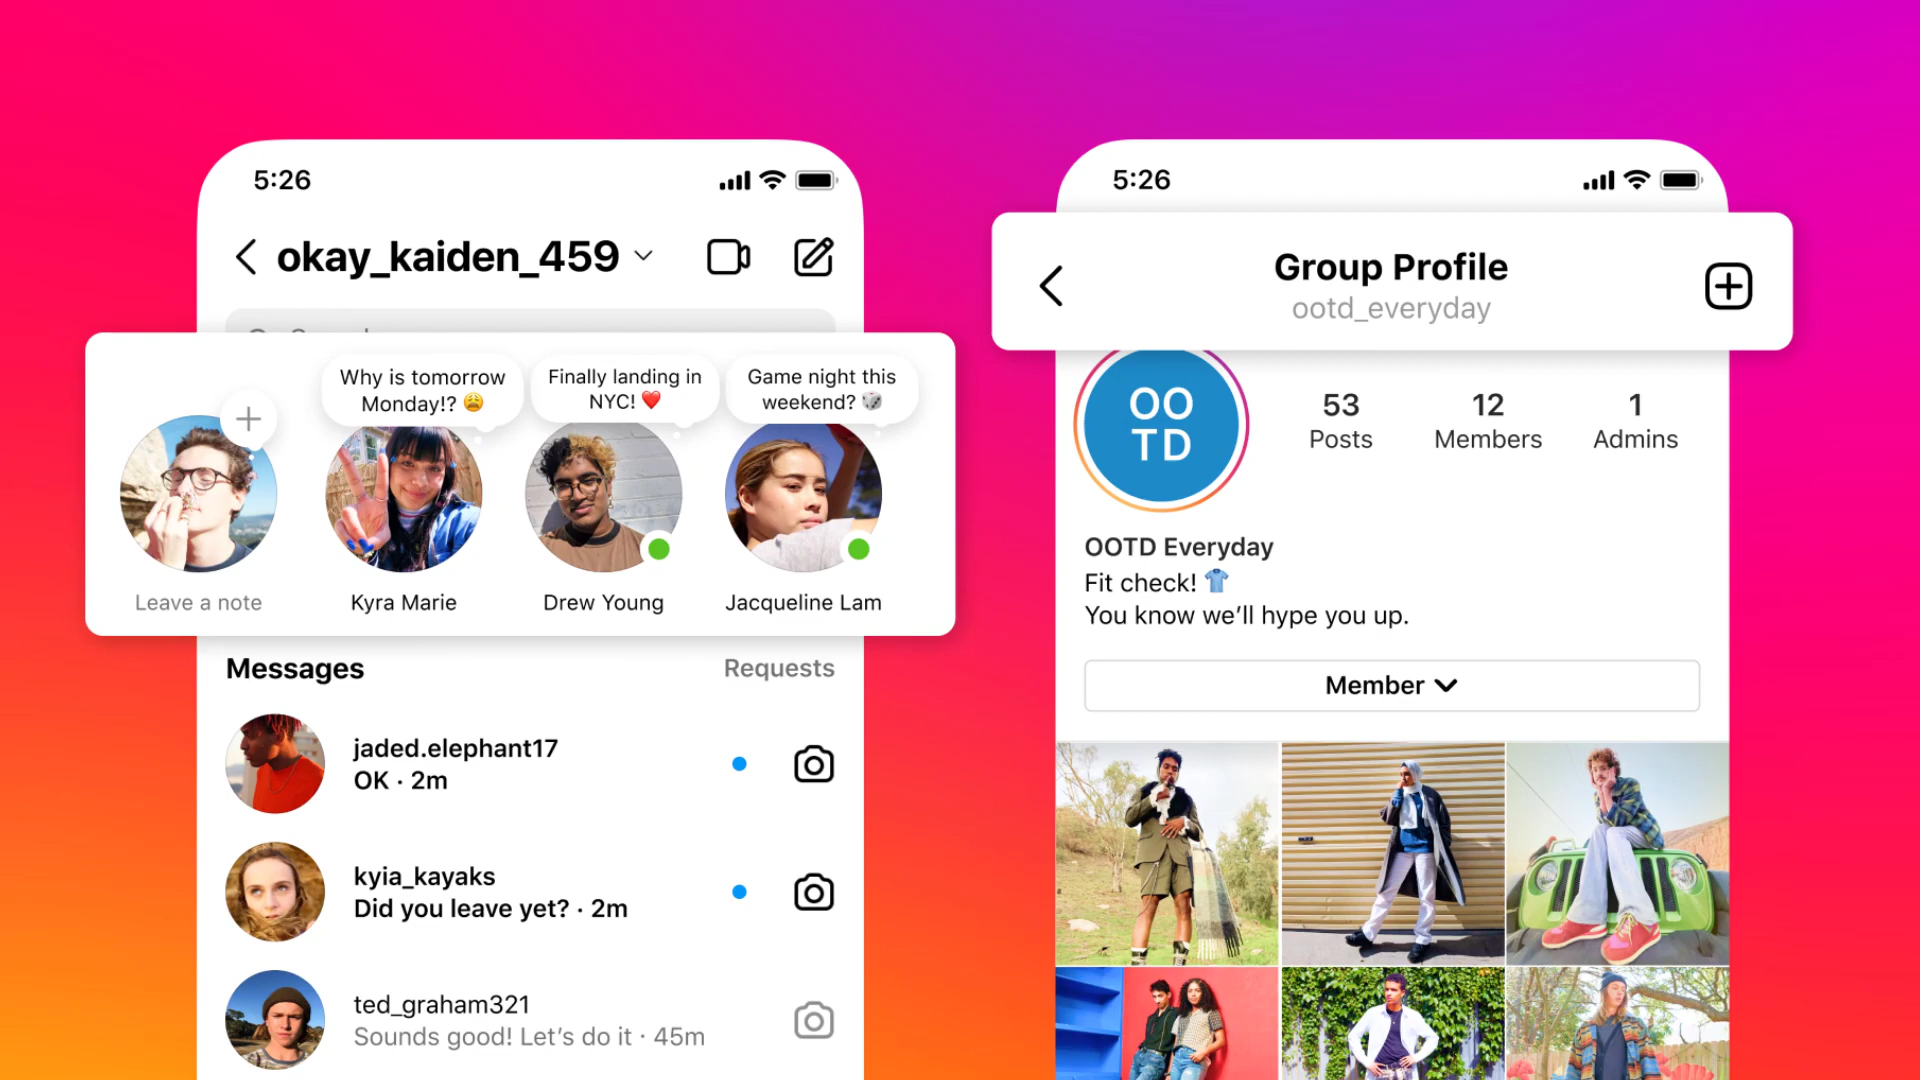 5:26
okay_kaiden_459
Why is tomorrow
Monday!? 😩
Finally landing in
NYC! ❤️
Game night this
weekend? 🎲
Leave a note
Kyra Marie
Drew Young
Jacqueline Lam
Messages
Requests
jaded.elephant17
OK · 2m
kyia_kayaks
Did you leave yet? · 2m
ted_graham321
Sounds good! Let’s do it · 45m
5:26
Group Profile
ootd_everyday
OO
TD
53
Posts
12
Members
1
Admins
OOTD Everyday
Fit check! 👕
You know we’ll hype you up.
Member